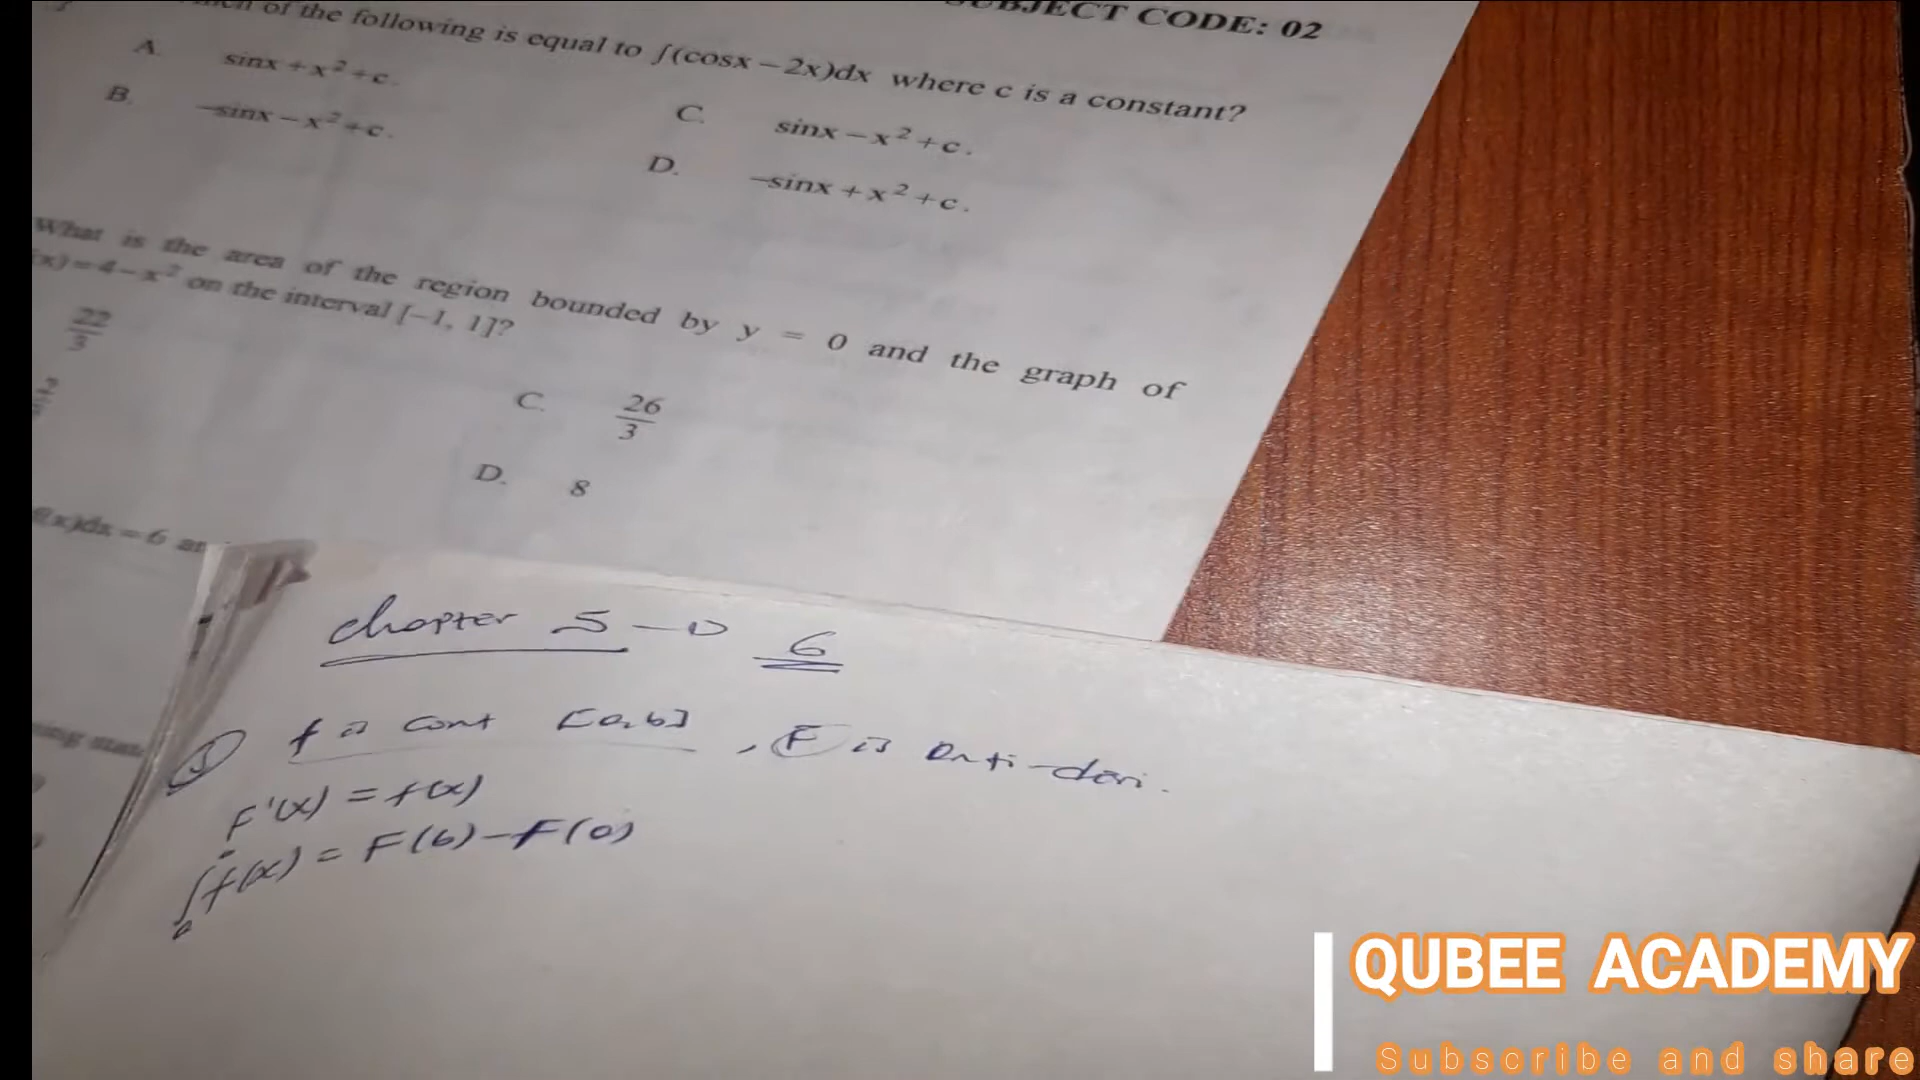 SUBJECT CODE: 02
of the following is equal to ∫(cosx – 2x)dx where c is a constant?
A. sinx + x² + c.
B. –sinx – x² + c.
C. sinx – x² + c.
D. –sinx + x² + c.
What is the area of the region bounded by y = 0 and the graph of
(x) = 4 – x² on the interval [–1, 1]?
22/3
C. 26/3
D. 8
f(x)dx = 6
chapter 5 → 6
① f is cont [a,b], F is Anti-deri.
F'(x) = f(x)
∫f(x) = F(b) – F(a)
QUBEE ACADEMY
Subscribe and share